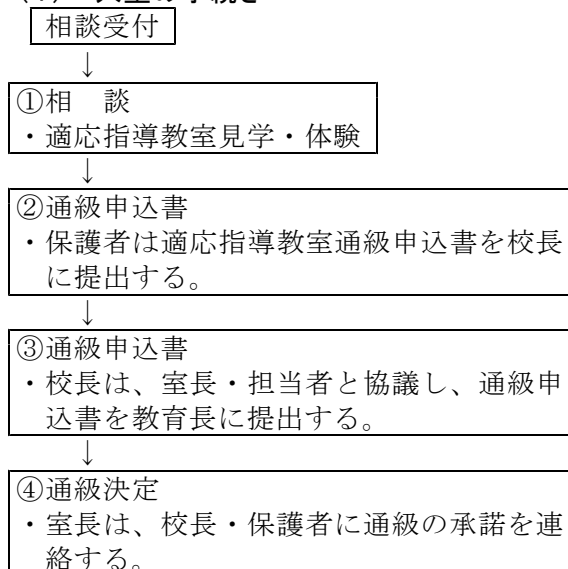 相談受付
↓
①相　談
・適応指導教室見学・体験
↓
②通級申込書
・保護者は適応指導教室通級申込書を校長
に提出する。
↓
③通級申込書
・校長は、室長・担当者と協議し、通級申
込書を教育長に提出する。
↓
④通級決定
・室長は、校長・保護者に通級の承諾を連
絡する。